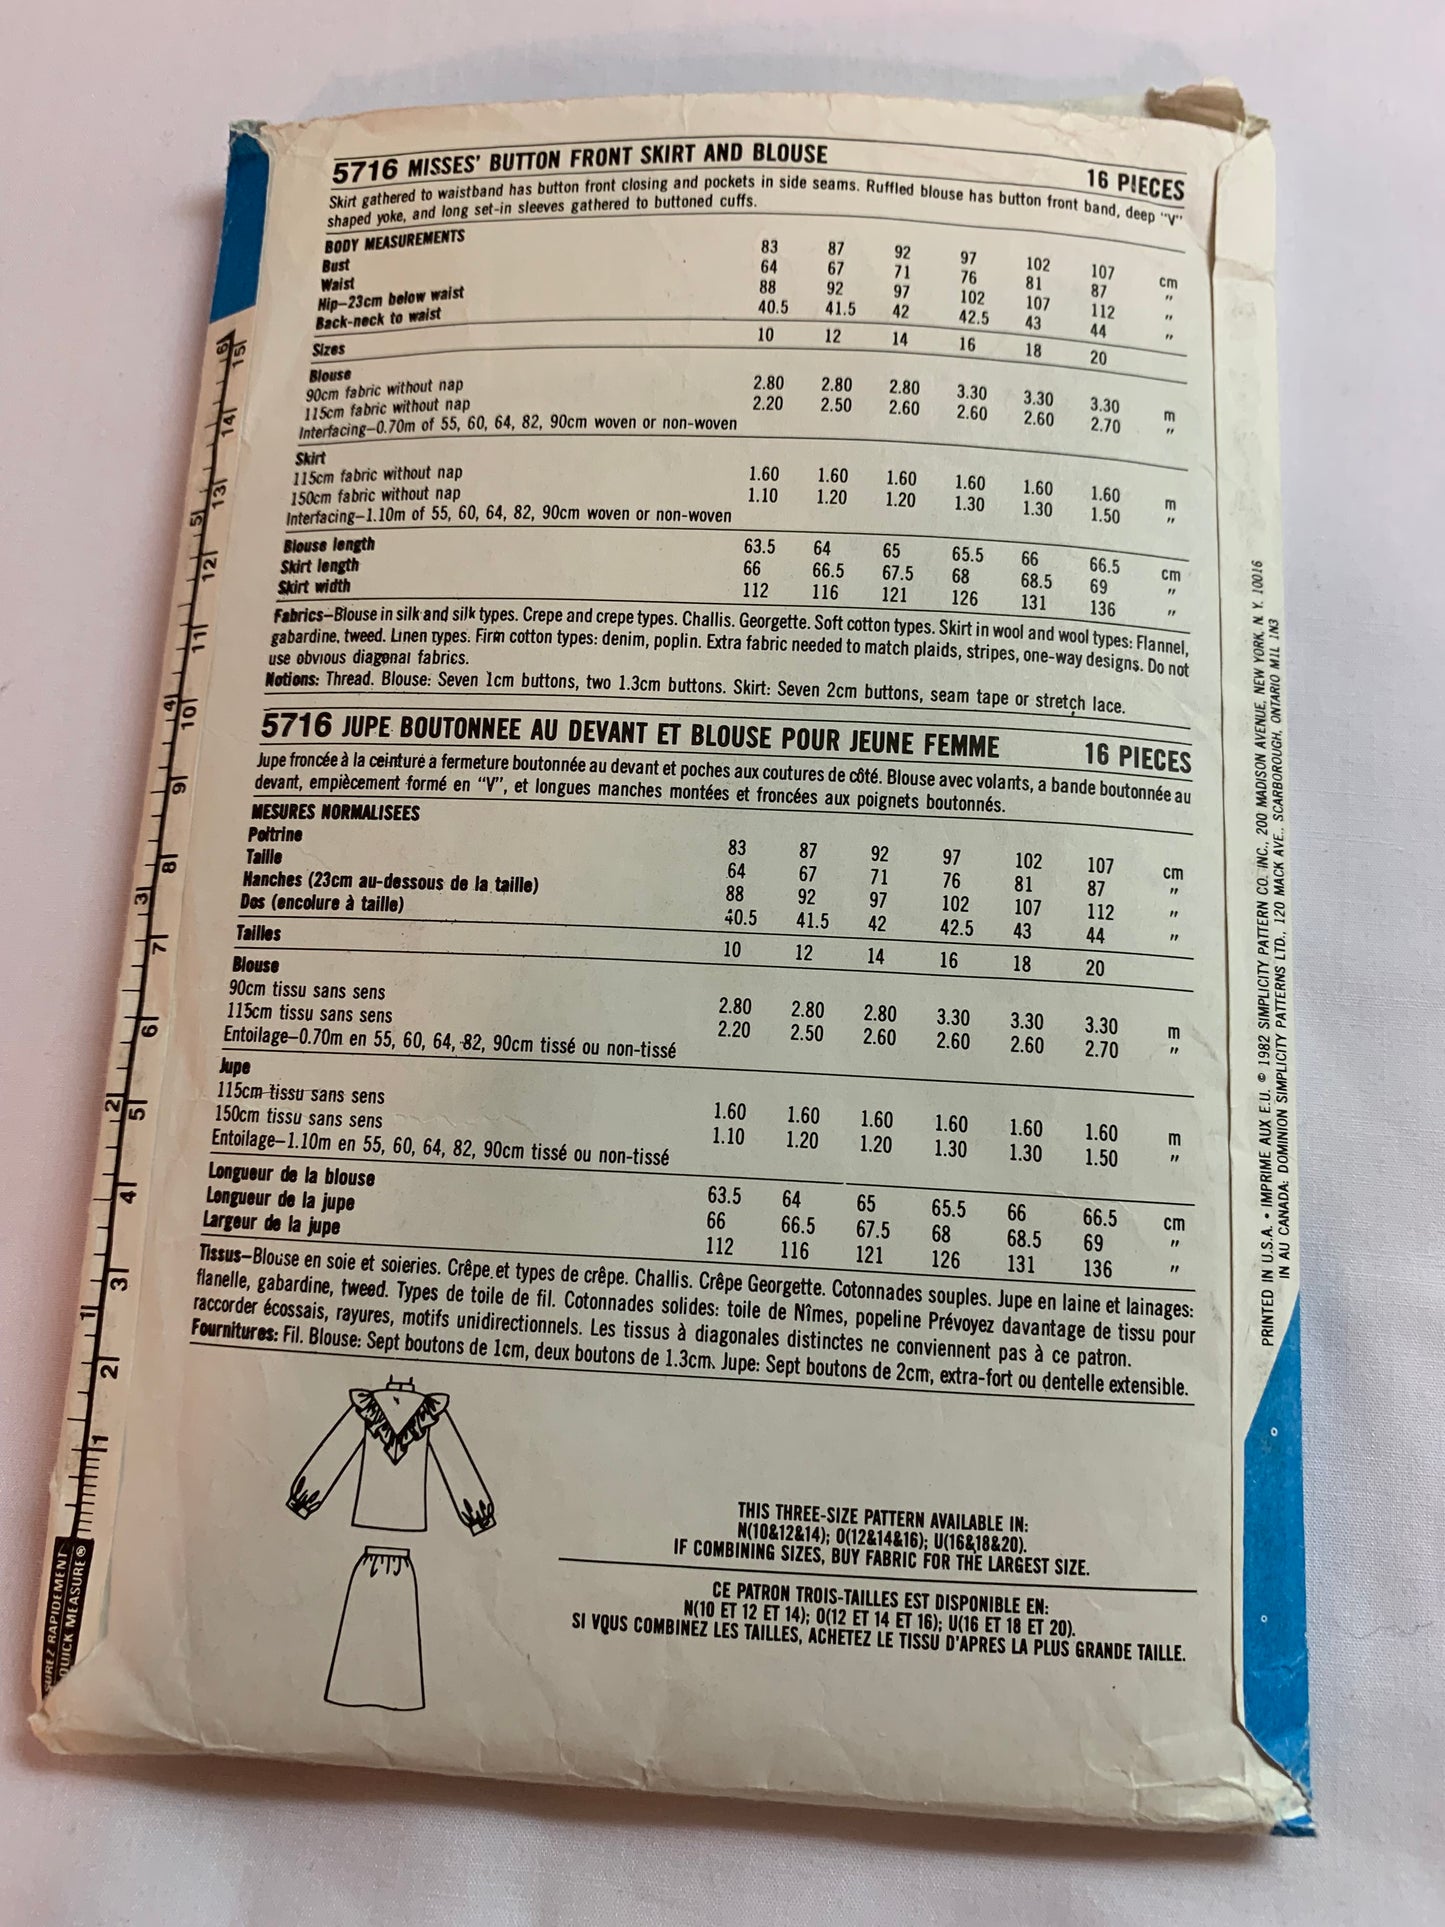 5716 MISSES' BUTTON FRONT SKIRT AND BLOUSE 16 PIECES
Skirt gathered to waistband has button front closing and pockets in side seams. Ruffled blouse has button front band, deep "V"
shaped yoke, and long set-in sleeves gathered to buttoned cuffs.
BODY MEASUREMENTS
Bust 83 87 92 97 102 107 cm
Waist 64 67 71 76 81 87 "
Hip–23cm below waist 88 92 97 102 107 112 "
Back-neck to waist 40.5 41.5 42 42.5 43 44 "
Sizes 10 12 14 16 18 20
Blouse
90cm fabric without nap 2.80 2.80 2.80 3.30 3.30 3.30 m
115cm fabric without nap 2.20 2.50 2.60 2.60 2.60 2.70 "
Interfacing–0.70m of 55, 60, 64, 82, 90cm woven or non-woven
Skirt
115cm fabric without nap 1.60 1.60 1.60 1.60 1.60 1.60 m
150cm fabric without nap 1.10 1.20 1.20 1.30 1.30 1.50 "
Interfacing–1.10m of 55, 60, 64, 82, 90cm woven or non-woven
Blouse length 63.5 64 65 65.5 66 66.5 cm
Skirt length 66 66.5 67.5 68 68.5 69 "
Skirt width 112 116 121 126 131 136 "
Fabrics–Blouse in silk and silk types. Crepe and crepe types. Challis. Georgette. Soft cotton types. Skirt in wool and wool types: Flannel,
gabardine, tweed. Linen types. Firm cotton types: denim, poplin. Extra fabric needed to match plaids, stripes, one-way designs. Do not
use obvious diagonal fabrics.
Notions: Thread. Blouse: Seven 1cm buttons, two 1.3cm buttons. Skirt: Seven 2cm buttons, seam tape or stretch lace.
5716 JUPE BOUTONNEE AU DEVANT ET BLOUSE POUR JEUNE FEMME 16 PIECES
Jupe froncée à la ceinture a fermeture boutonnée au devant et poches aux coutures de côté. Blouse avec volants, a bande boutonnée au
devant, empiècement formé en "V", et longues manches montées et froncées aux poignets boutonnés.
MESURES NORMALISEES
Poitrine 83 87 92 97 102 107 cm
Taille 64 67 71 76 81 87 "
Hanches (23cm au-dessous de la taille) 88 92 97 102 107 112 "
Dos (encolure à taille) 40.5 41.5 42 42.5 43 44 "
Tailles 10 12 14 16 18 20
Blouse
90cm tissu sans sens 2.80 2.80 2.80 3.30 3.30 3.30 m
115cm tissu sans sens 2.20 2.50 2.60 2.60 2.60 2.70 "
Entoilage–0.70m en 55, 60, 64, 82, 90cm tissé ou non-tissé
Jupe
115cm tissu sans sens 1.60 1.60 1.60 1.60 1.60 1.60 m
150cm tissu sans sens 1.10 1.20 1.20 1.30 1.30 1.50 "
Entoilage–1.10m en 55, 60, 64, 82, 90cm tissé ou non-tissé
Longueur de la blouse 63.5 64 65 65.5 66 66.5 cm
Longueur de la jupe 66 66.5 67.5 68 68.5 69 "
Largeur de la jupe 112 116 121 126 131 136 "
Tissus–Blouse en soie et soieries. Crêpe et types de crêpe. Challis. Crêpe Georgette. Cotonnades souples. Jupe en laine et lainages:
flanelle, gabardine, tweed. Types de toile de fil. Cotonnades solides: toile de Nîmes, popeline Prévoyez davantage de tissu pour
raccorder écossais, rayures, motifs unidirectionnels. Les tissus à diagonales distinctes ne conviennent pas à ce patron.
Fournitures: Fil. Blouse: Sept boutons de 1cm, deux boutons de 1.3cm. Jupe: Sept boutons de 2cm, extra-fort ou dentelle extensible.
THIS THREE-SIZE PATTERN AVAILABLE IN:
N(10&12&14); O(12&14&16); U(16&18&20).
IF COMBINING SIZES, BUY FABRIC FOR THE LARGEST SIZE.
CE PATRON TROIS-TAILLES EST DISPONIBLE EN:
N(10 ET 12 ET 14); O(12 ET 14 ET 16); U(16 ET 18 ET 20).
SI VOUS COMBINEZ LES TAILLES, ACHETEZ LE TISSU D'APRES LA PLUS GRANDE TAILLE.
PRINTED IN U.S.A. • IMPRIME AUX E.U. © 1982 SIMPLICITY PATTERN CO. INC., 200 MADISON AVENUE, NEW YORK, N. Y. 10016
IN AU CANADA: DOMINION SIMPLICITY PATTERNS LTD., 120 MACK AVE., SCARBOROUGH, ONTARIO M1L 1N3
RAPIDEMENT
QUICK MEASURE®
1 2 3 4 5 6
1 2 3 4 5 6 7 8 9 10 11 12 13 14 15